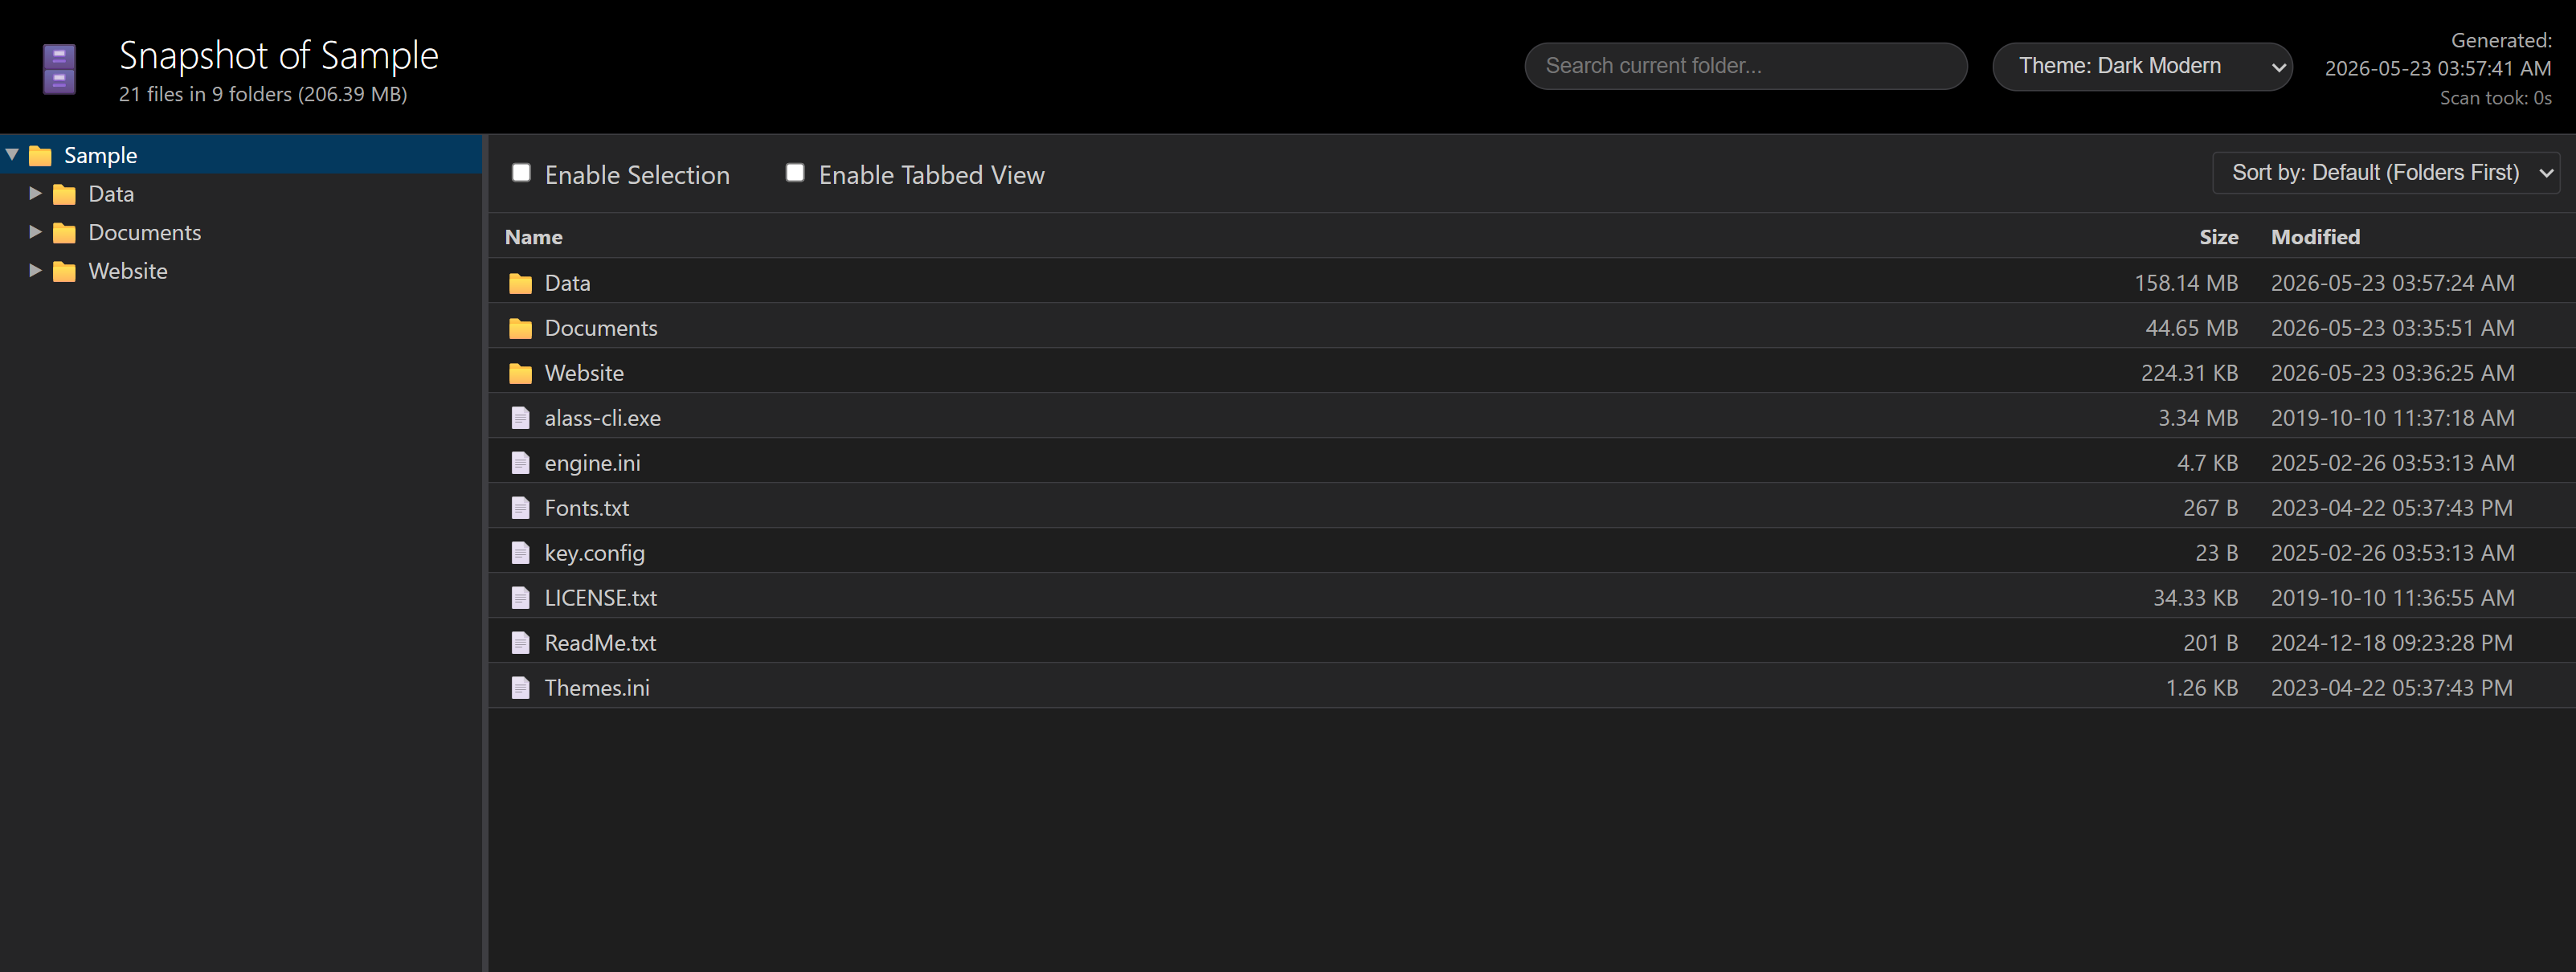 Snapshot of Sample
21 files in 9 folders (206.39 MB)
Search current folder...
Theme: Dark Modern
Generated:
2026-05-23 03:57:41 AM
Scan took: 0s
Sample
Data
Documents
Website
Enable Selection Enable Tabbed View Sort by: Default (Folders First)
Name Size Modified
Data 158.14 MB 2026-05-23 03:57:24 AM
Documents 44.65 MB 2026-05-23 03:35:51 AM
Website 224.31 KB 2026-05-23 03:36:25 AM
alass-cli.exe 3.34 MB 2019-10-10 11:37:18 AM
engine.ini 4.7 KB 2025-02-26 03:53:13 AM
Fonts.txt 267 B 2023-04-22 05:37:43 PM
key.config 23 B 2025-02-26 03:53:13 AM
LICENSE.txt 34.33 KB 2019-10-10 11:36:55 AM
ReadMe.txt 201 B 2024-12-18 09:23:28 PM
Themes.ini 1.26 KB 2023-04-22 05:37:43 PM